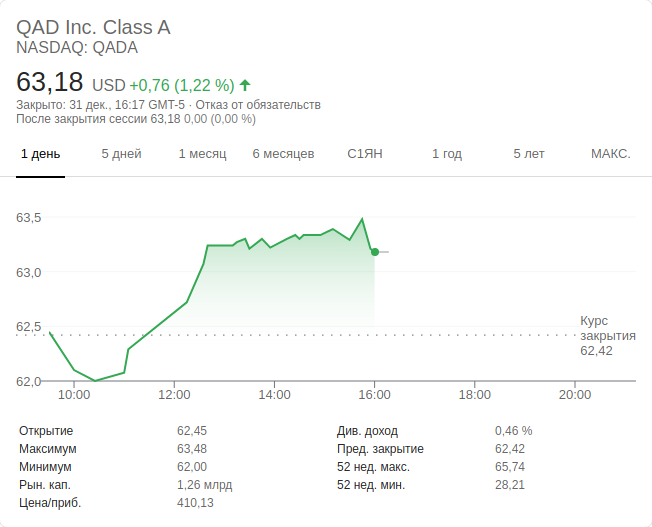 QAD Inc. Class A
NASDAQ: QADA
63,18 USD +0,76 (1,22 %)
Закрыто: 31 дек., 16:17 GMT-5 · Отказ от обязательств
После закрытия сессии 63,18 0,00 (0,00 %)
1 день 5 дней 1 месяц 6 месяцев С1ЯН 1 год 5 лет МАКС.
63,5
63,0
62,5
62,0
Курс
закрытия
62,42
10:00 12:00 14:00 16:00 18:00 20:00
Открытие 62,45 Див. доход 0,46 %
Максимум 63,48 Пред. закрытие 62,42
Минимум 62,00 52 нед. макс. 65,74
Рын. кап. 1,26 млрд 52 нед. мин. 28,21
Цена/приб. 410,13